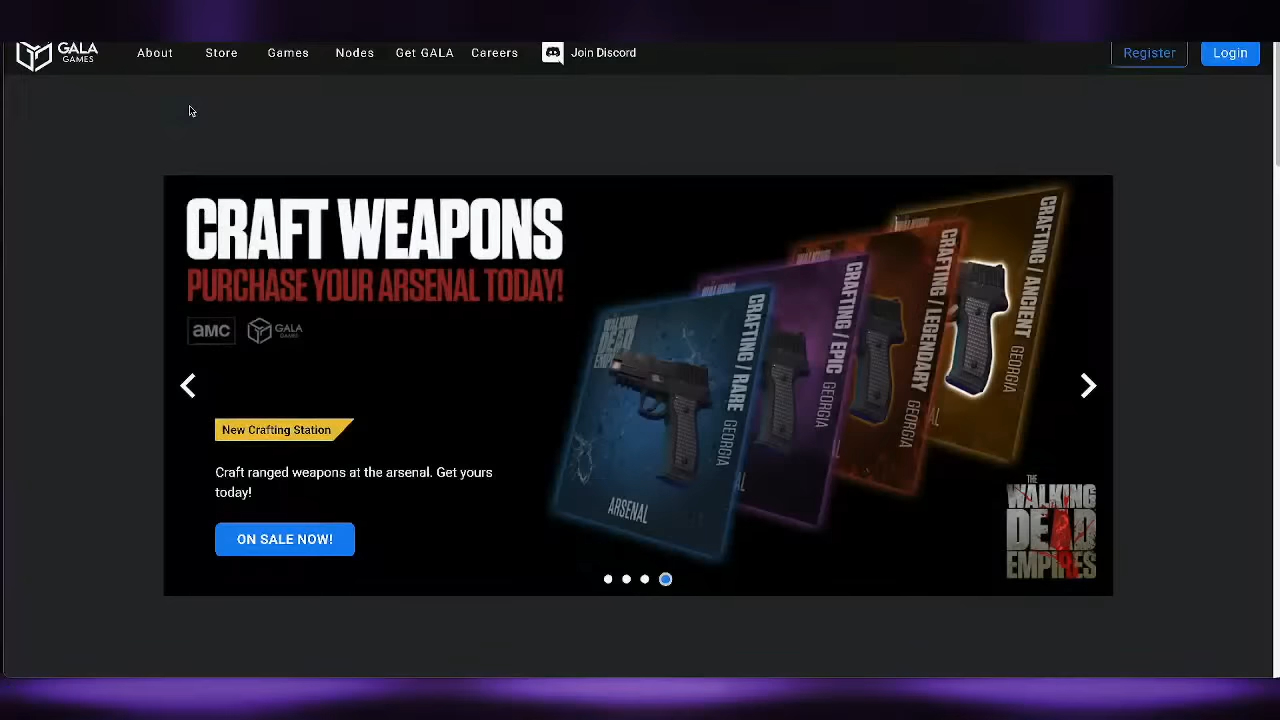 GALA
GAMES
About
Store
Games
Nodes
Get GALA
Careers
Join Discord
Register
Login
CRAFT WEAPONS
PURCHASE YOUR ARSENAL TODAY!
aMC
GALA
GAMES
New Crafting Station
Craft ranged weapons at the arsenal. Get yours
today!
ON SALE NOW!
CRAFTING / RARE
GEORGIA
ARSENAL
CRAFTING / EPIC
GEORGIA
CRAFTING / LEGENDARY
GEORGIA
CRAFTING / ANCIENT
GEORGIA
THE
WALKING
DEAD
EMPIRES